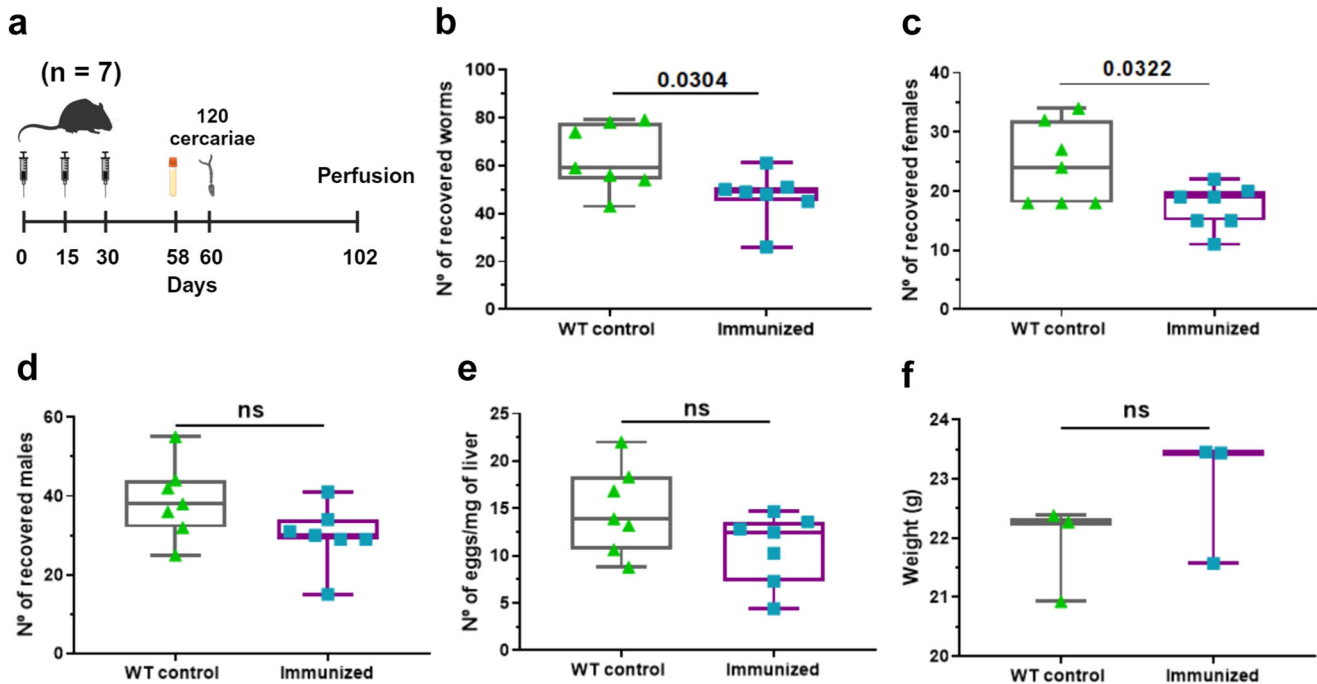 a
(n = 7)
120
cercariae
Perfusion
0 15 30 58 60 102
Days
b
0.0304
Nº of recovered worms
100
80
60
40
20
0
WT control Immunized
c
0.0322
Nº of recovered females
40
30
20
10
0
WT control Immunized
d
ns
Nº of recovered males
60
40
20
0
WT control Immunized
e
ns
Nº of eggs/mg of liver
25
20
15
10
5
0
WT control Immunized
f
ns
Weight (g)
24
23
22
21
20
WT control Immunized